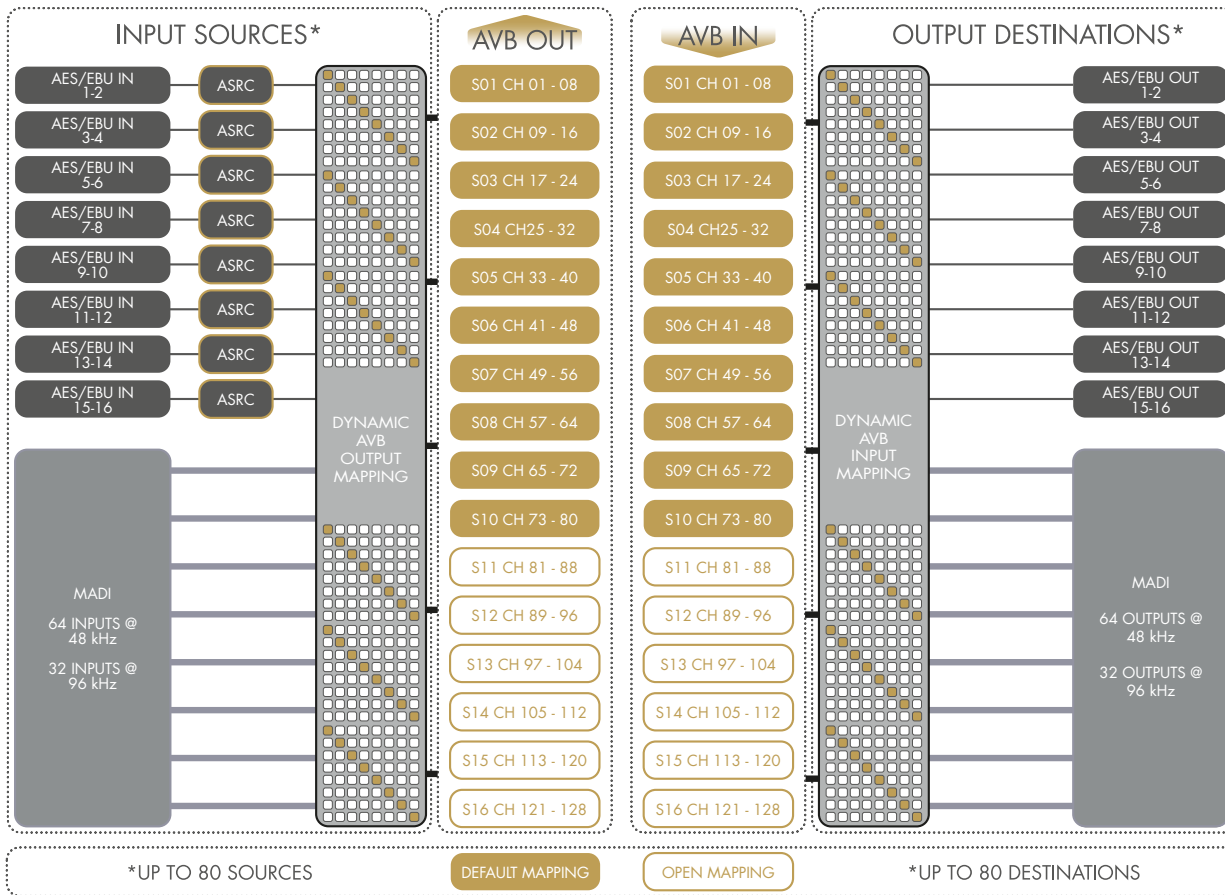 INPUT SOURCES*
AES/EBU IN
1-2
ASRC
AES/EBU IN
3-4
ASRC
AES/EBU IN
5-6
ASRC
AES/EBU IN
7-8
ASRC
AES/EBU IN
9-10
ASRC
AES/EBU IN
11-12
ASRC
AES/EBU IN
13-14
ASRC
AES/EBU IN
15-16
ASRC
MADI
64 INPUTS @
48 kHz
32 INPUTS @
96 kHz
DYNAMIC
AVB
OUTPUT
MAPPING
AVB OUT
S01 CH 01 - 08
S02 CH 09 - 16
S03 CH 17 - 24
S04 CH25 - 32
S05 CH 33 - 40
S06 CH 41 - 48
S07 CH 49 - 56
S08 CH 57 - 64
S09 CH 65 - 72
S10 CH 73 - 80
S11 CH 81 - 88
S12 CH 89 - 96
S13 CH 97 - 104
S14 CH 105 - 112
S15 CH 113 - 120
S16 CH 121 - 128
AVB IN
S01 CH 01 - 08
S02 CH 09 - 16
S03 CH 17 - 24
S04 CH25 - 32
S05 CH 33 - 40
S06 CH 41 - 48
S07 CH 49 - 56
S08 CH 57 - 64
S09 CH 65 - 72
S10 CH 73 - 80
S11 CH 81 - 88
S12 CH 89 - 96
S13 CH 97 - 104
S14 CH 105 - 112
S15 CH 113 - 120
S16 CH 121 - 128
OUTPUT DESTINATIONS*
DYNAMIC
AVB
INPUT
MAPPING
AES/EBU OUT
1-2
AES/EBU OUT
3-4
AES/EBU OUT
5-6
AES/EBU OUT
7-8
AES/EBU OUT
9-10
AES/EBU OUT
11-12
AES/EBU OUT
13-14
AES/EBU OUT
15-16
MADI
64 OUTPUTS @
48 kHz
32 OUTPUTS @
96 kHz
*UP TO 80 SOURCES
DEFAULT MAPPING
OPEN MAPPING
*UP TO 80 DESTINATIONS